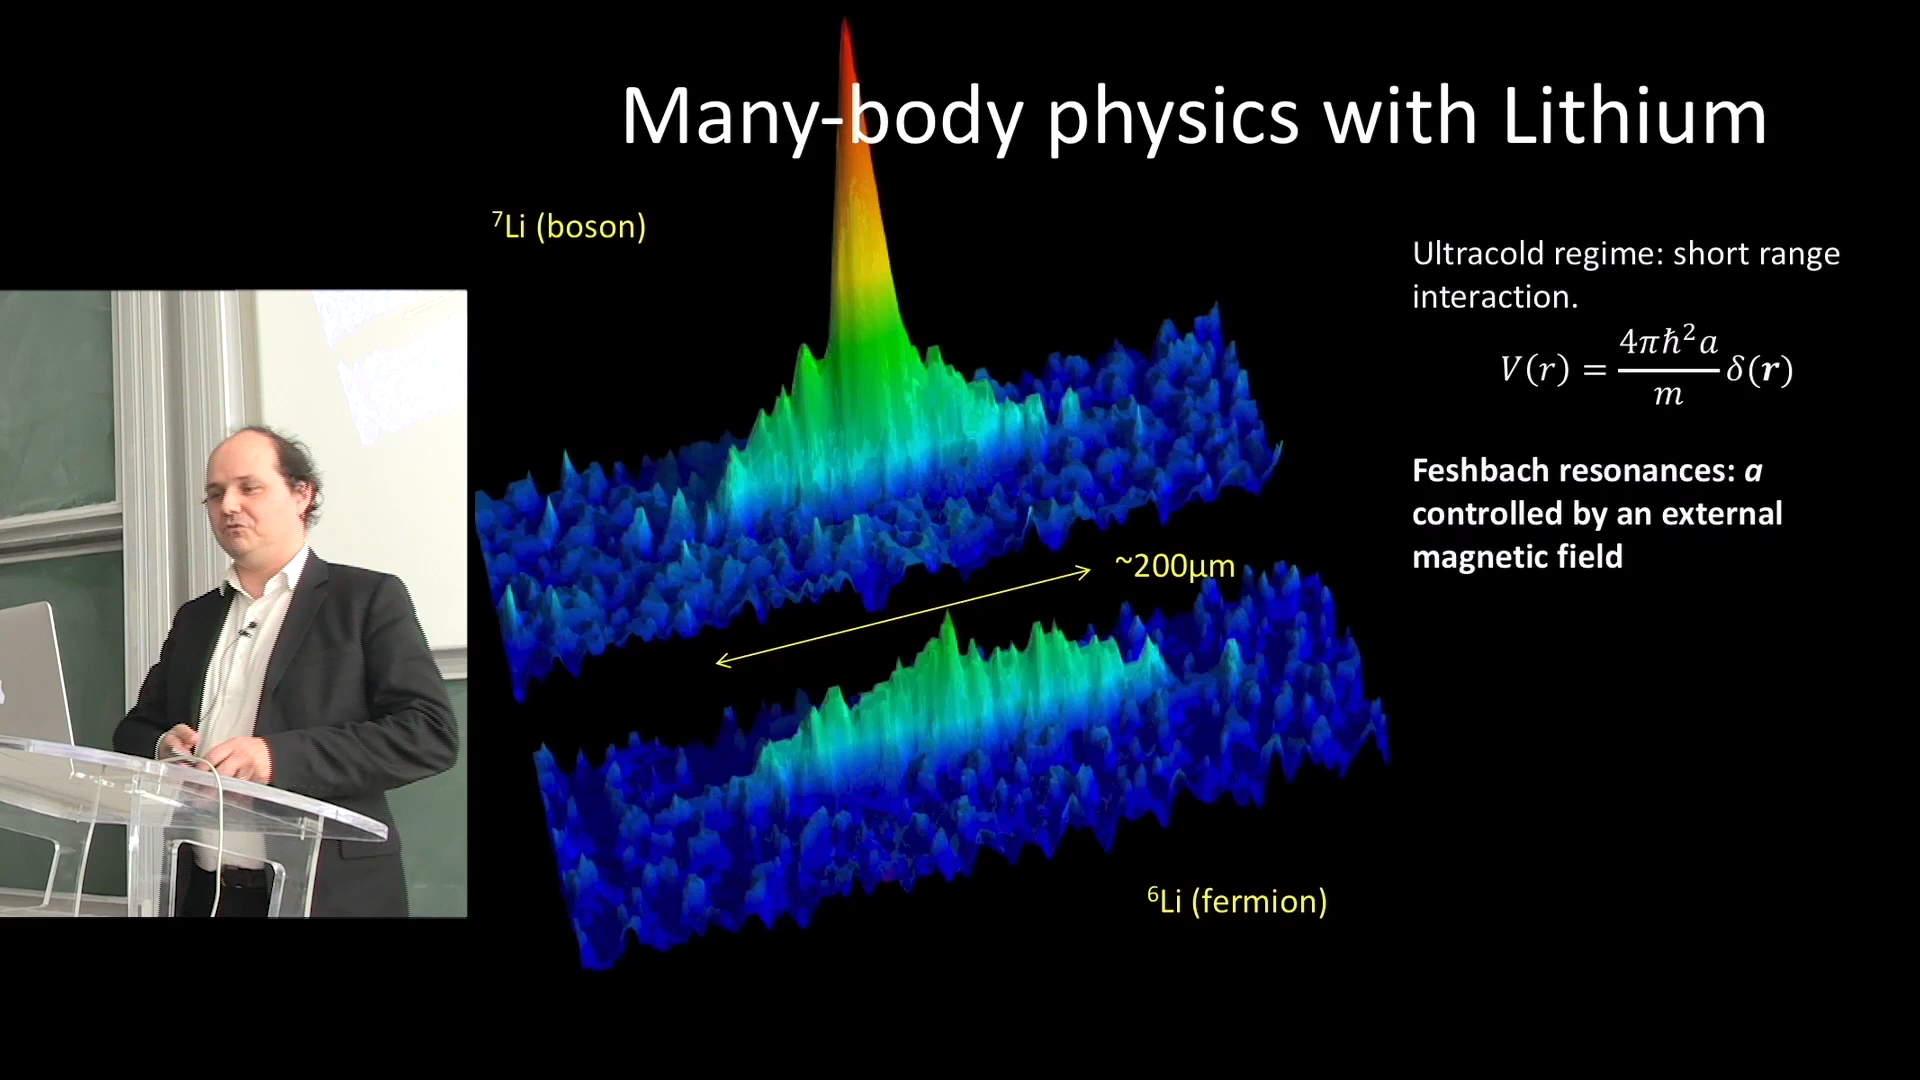 Many-body physics with Lithium
⁷Li (boson)
Ultracold regime: short range
interaction.
V(r) = 4πħ²a / m δ(r)
Feshbach resonances: a
controlled by an external
magnetic field
~200μm
⁶Li (fermion)